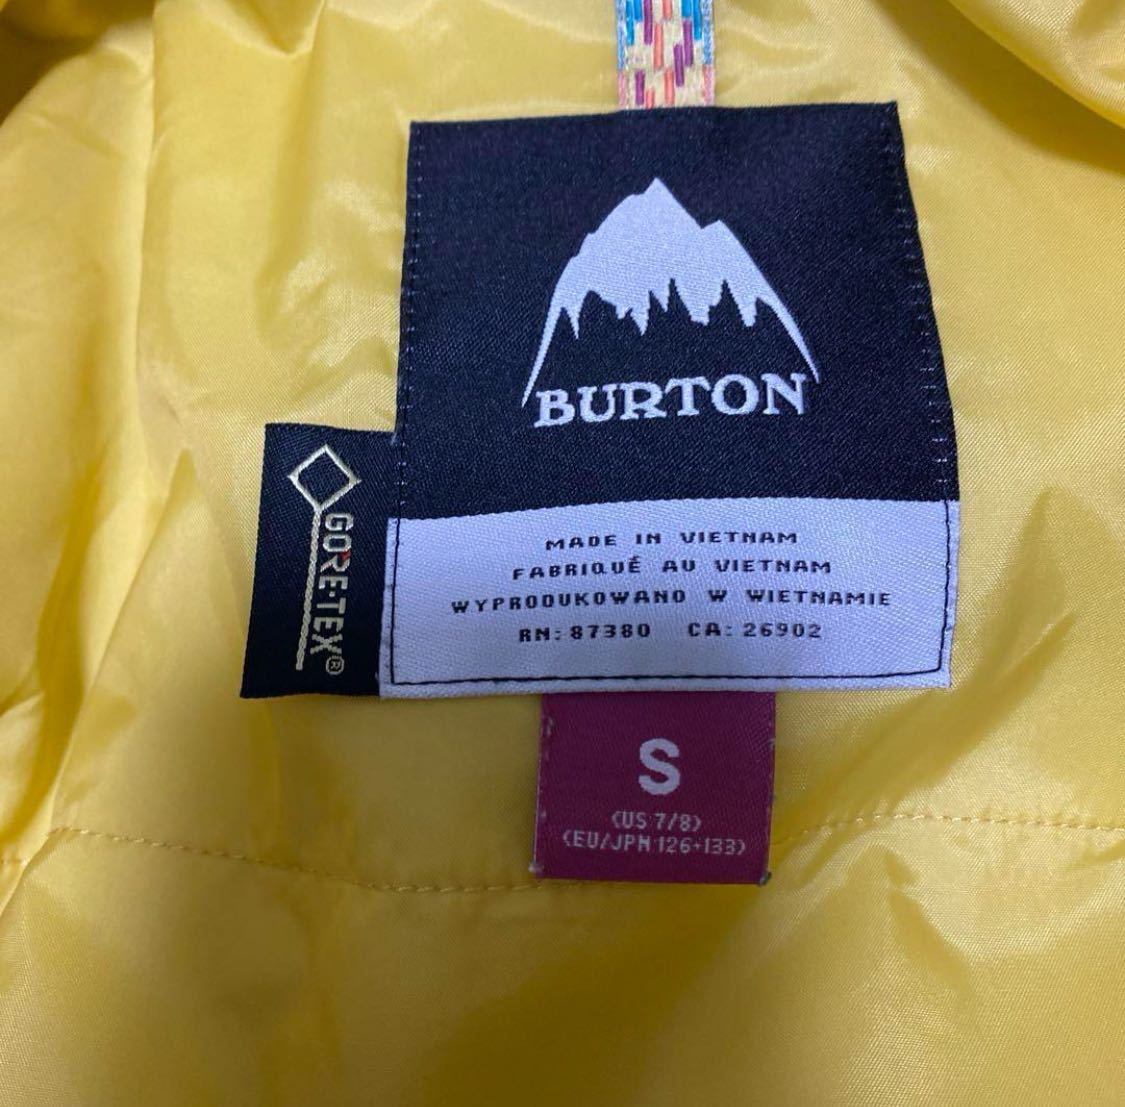 BURTON
GORE-TEX®
MADE IN VIETNAM
FABRIQUÉ AU VIETNAM
WYPRODUKOWANO W WIETNAMIE
RN: 87380 CA: 26902
S
(US 7/8)
(EU/JPN 126-133)